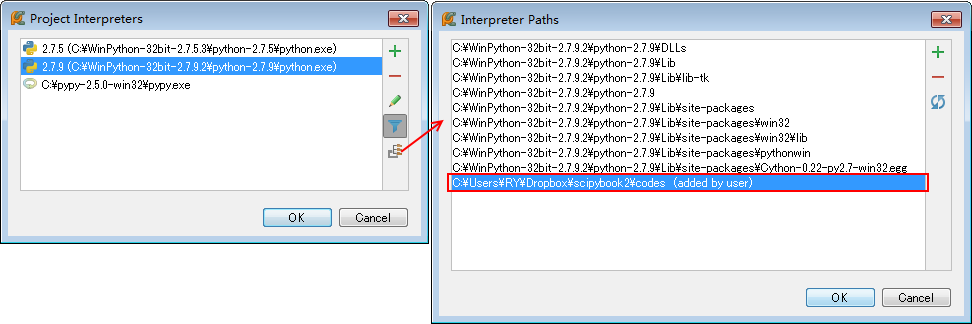 Project Interpreters
2.7.5 (C:¥WinPython-32bit-2.7.5.3¥python-2.7.5¥python.exe)
2.7.9 (C:¥WinPython-32bit-2.7.9.2¥python-2.7.9¥python.exe)
C:¥pypy-2.5.0-win32¥pypy.exe
OK
Cancel
Interpreter Paths
C:¥WinPython-32bit-2.7.9.2¥python-2.7.9¥DLLs
C:¥WinPython-32bit-2.7.9.2¥python-2.7.9¥Lib
C:¥WinPython-32bit-2.7.9.2¥python-2.7.9¥Lib¥lib-tk
C:¥WinPython-32bit-2.7.9.2¥python-2.7.9
C:¥WinPython-32bit-2.7.9.2¥python-2.7.9¥Lib¥site-packages
C:¥WinPython-32bit-2.7.9.2¥python-2.7.9¥Lib¥site-packages¥win32
C:¥WinPython-32bit-2.7.9.2¥python-2.7.9¥Lib¥site-packages¥win32¥lib
C:¥WinPython-32bit-2.7.9.2¥python-2.7.9¥Lib¥site-packages¥pythonwin
C:¥WinPython-32bit-2.7.9.2¥python-2.7.9¥Lib¥site-packages¥Cython-0.22-py2.7-win32.egg
C:¥Users¥RY¥Dropbox¥scipybook2¥codes (added by user)
OK
Cancel